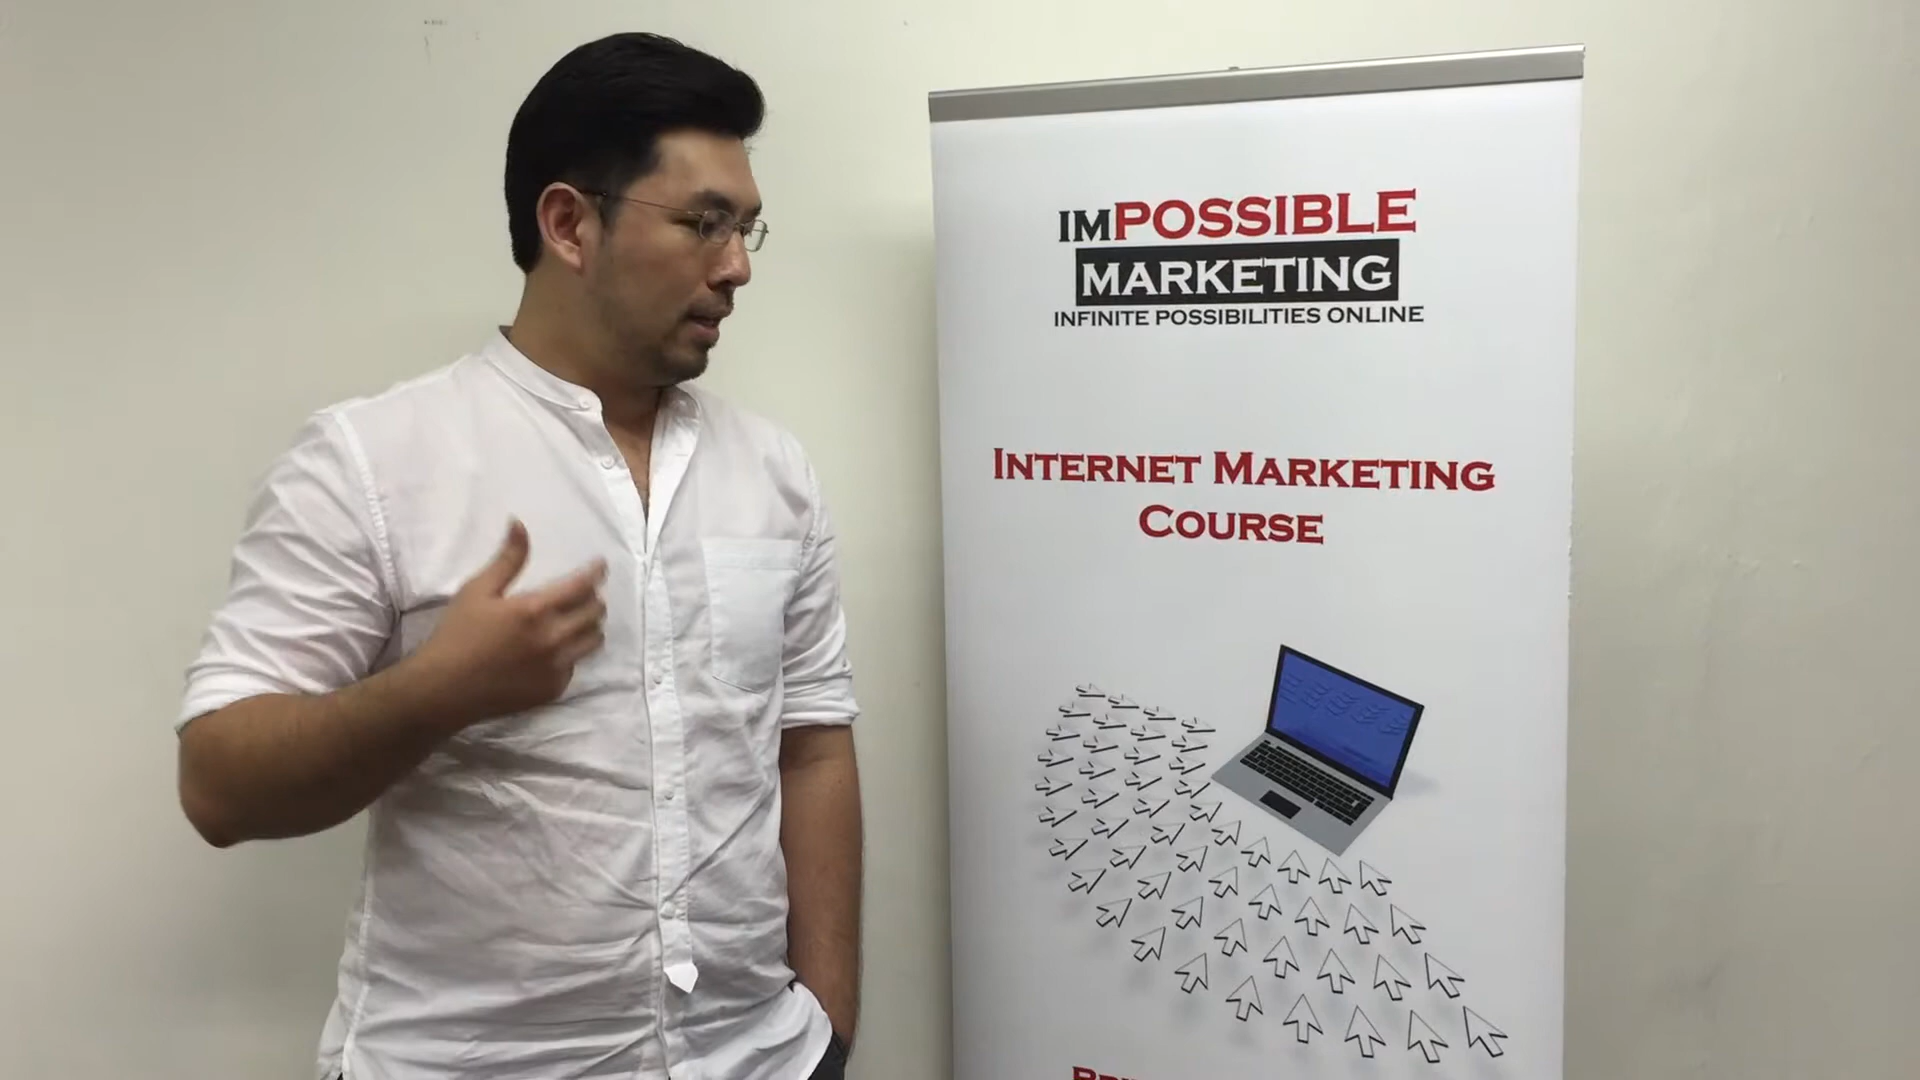 IMPOSSIBLE
MARKETING
INFINITE POSSIBILITIES ONLINE
INTERNET MARKETING
COURSE